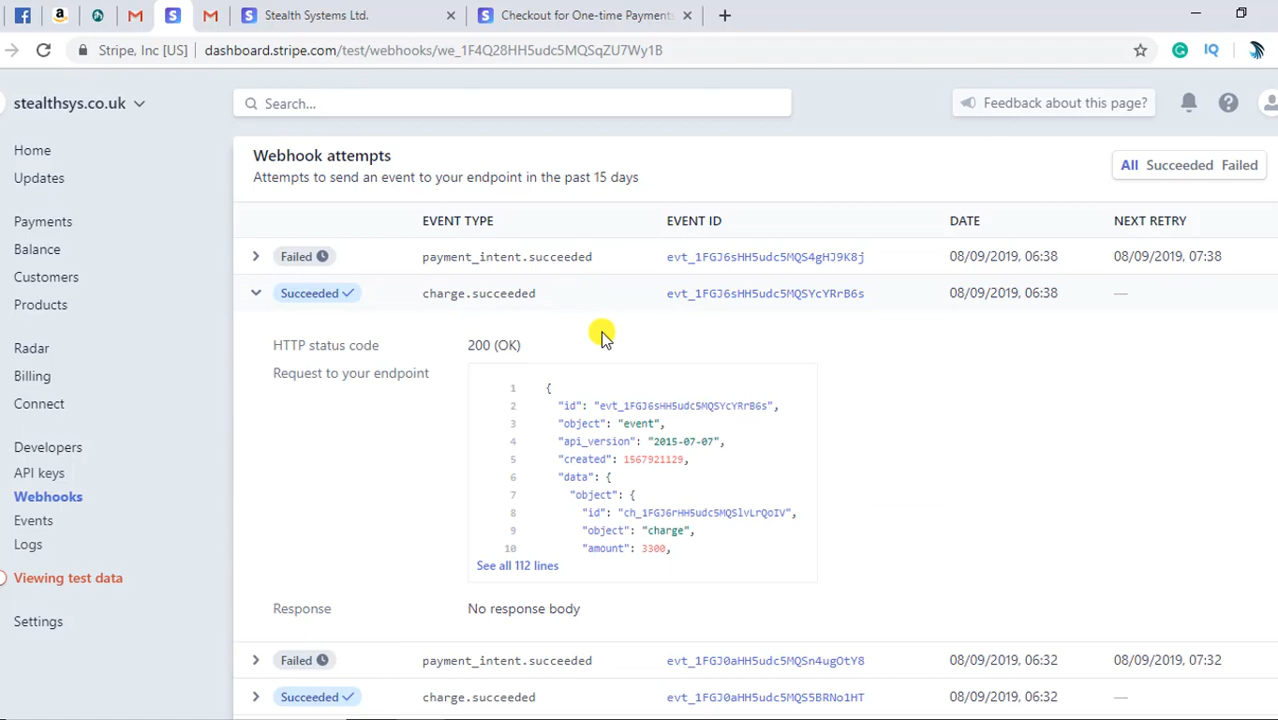 Stealth Systems Ltd.
Checkout for One-time Payments
Stripe, Inc [US]
dashboard.stripe.com/test/webhooks/we_1F4Q28HH5udc5MQSqZU7Wy1B
IQ
stealthsys.co.uk
Search...
Feedback about this page?
Home
Updates
Payments
Balance
Customers
Products
Radar
Billing
Connect
Developers
API keys
Webhooks
Events
Logs
Viewing test data
Settings
Webhook attempts
Attempts to send an event to your endpoint in the past 15 days
All Succeeded Failed
EVENT TYPE EVENT ID DATE NEXT RETRY
Failed payment_intent.succeeded evt_1FGJ6sHH5udc5MQS4gHJ9K8j 08/09/2019, 06:38 08/09/2019, 07:38
Succeeded charge.succeeded evt_1FGJ6sHH5udc5MQSYcYRrB6s 08/09/2019, 06:38 —
HTTP status code 200 (OK)
Request to your endpoint
1 {
2 "id": "evt_1FGJ6sHH5udc5MQSYcYRrB6s",
3 "object": "event",
4 "api_version": "2015-07-07",
5 "created": 1567921129,
6 "data": {
7 "object": {
8 "id": "ch_1FGJ6rHH5udc5MQSlvLrQoIV",
9 "object": "charge",
10 "amount": 3300,
See all 112 lines
Response No response body
Failed payment_intent.succeeded evt_1FGJ0aHH5udc5MQSn4ugOtY8 08/09/2019, 06:32 08/09/2019, 07:32
Succeeded charge.succeeded evt_1FGJ0aHH5udc5MQS5BRNo1HT 08/09/2019, 06:32 —